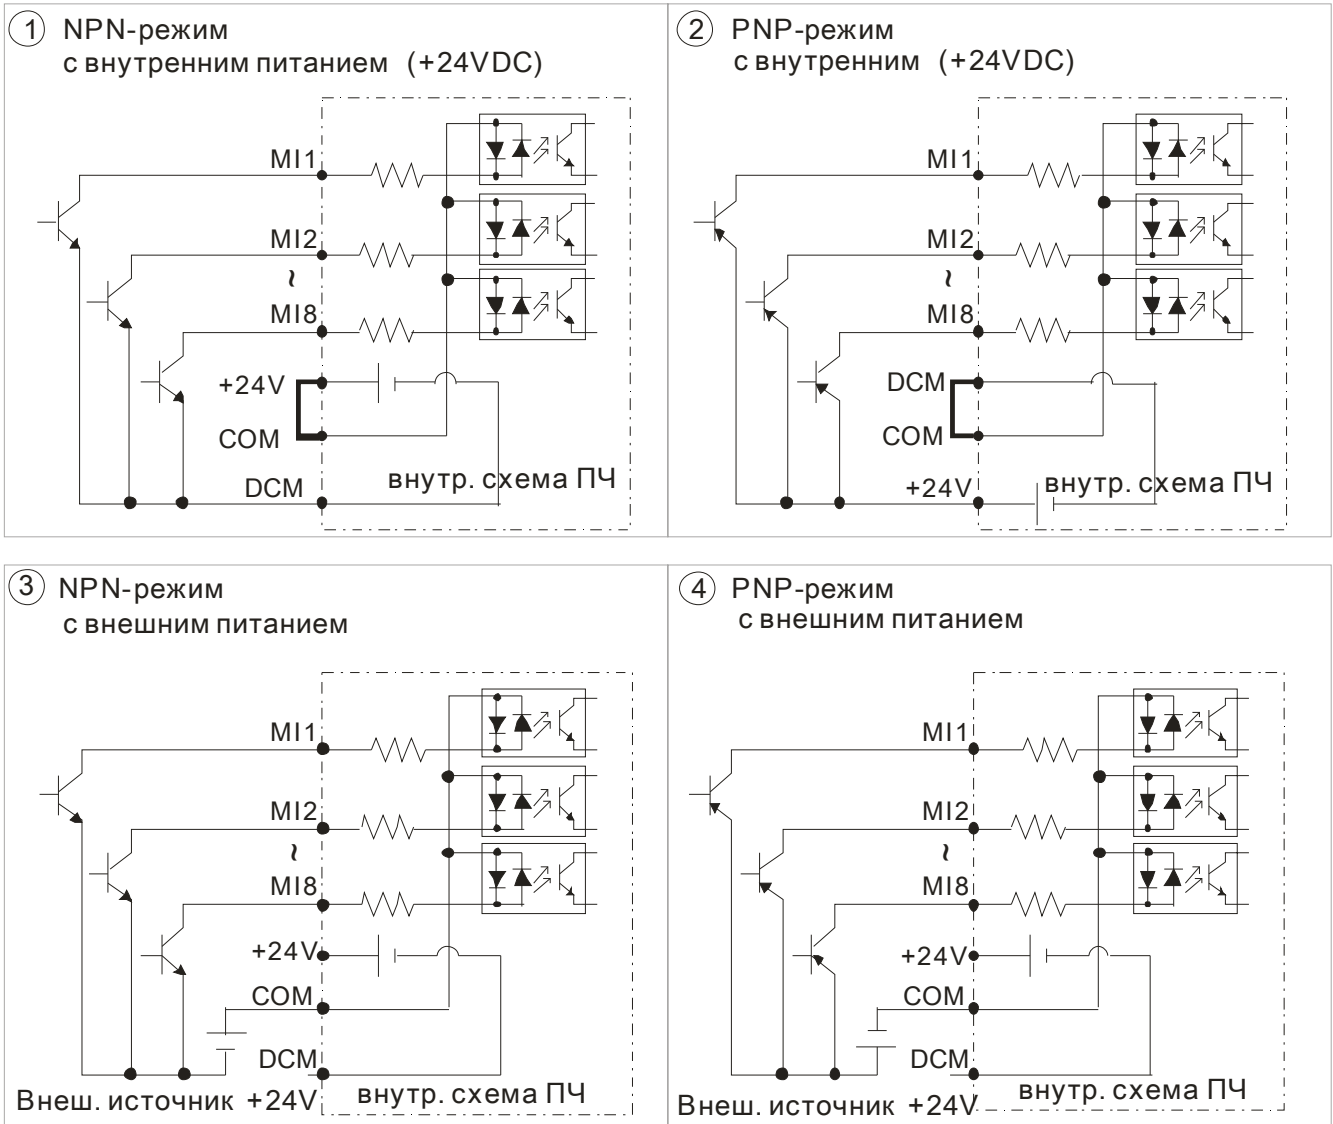 1 NPN-режим
с внутренним питанием (+24VDC)
MI1
MI2
~
MI8
+24V
COM
DCM
внутр. схема ПЧ
2 PNP-режим
с внутренним (+24VDC)
MI1
MI2
~
MI8
DCM
COM
+24V
внутр. схема ПЧ
3 NPN-режим
с внешним питанием
MI1
MI2
~
MI8
+24V
COM
DCM
Внеш. источник +24V
внутр. схема ПЧ
4 PNP-режим
с внешним питанием
MI1
MI2
~
MI8
+24V
COM
DCM
Внеш. источник +24V
внутр. схема ПЧ